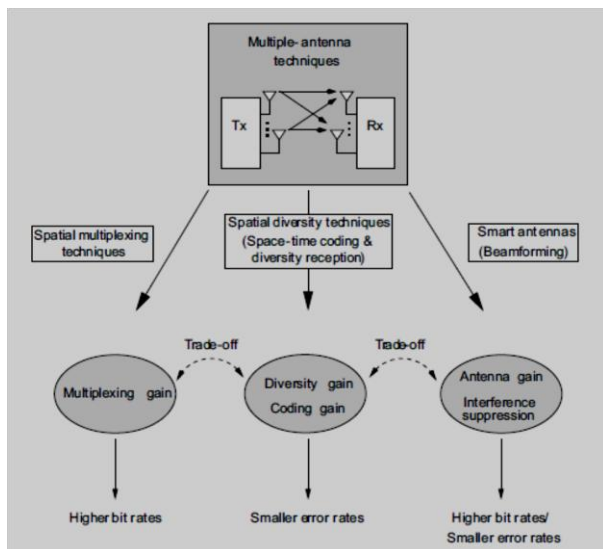 Multiple-antenna
techniques
Tx
Rx
Spatial multiplexing
techniques
Spatial diversity techniques
(Space-time coding &
diversity reception)
Smart antennas
(Beamforming)
Trade-off
Trade-off
Multiplexing gain
Diversity gain
Coding gain
Antenna gain
Interference
suppression
Higher bit rates
Smaller error rates
Higher bit rates/
Smaller error rates